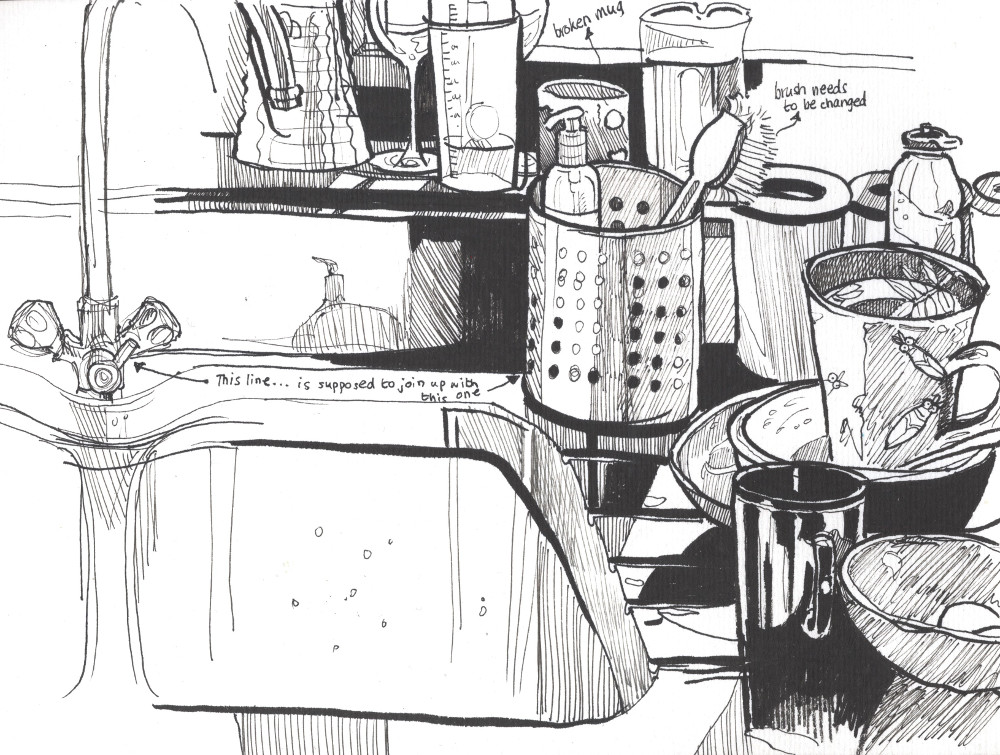 broken mug
brush needs
to be changed
This line... is supposed to join up with
this one